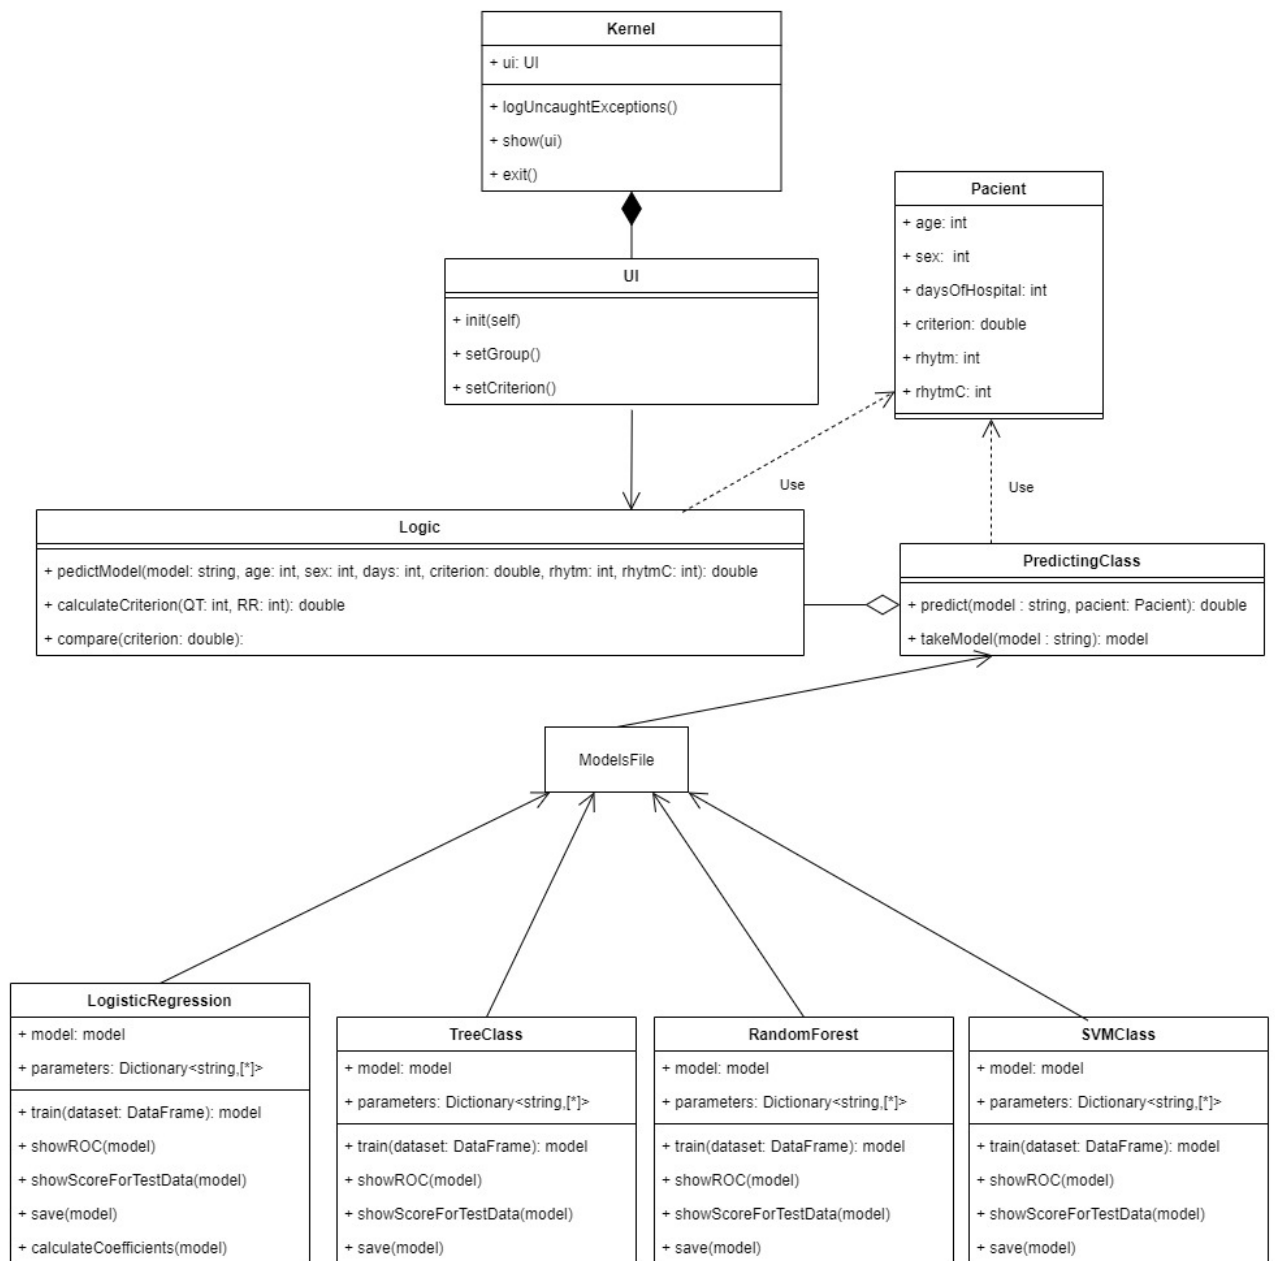 Kernel
+ ui: UI
+ logUncaughtExceptions()
+ show(ui)
+ exit()
Pacient
+ age: int
+ sex:  int
+ daysOfHospital: int
+ criterion: double
+ rhytm: int
+ rhytmC: int
UI
+ init(self)
+ setGroup()
+ setCriterion()
Use
Use
Logic
+ pedictModel(model: string, age: int, sex: int, days: int, criterion: double, rhytm: int, rhytmC: int): double
+ calculateCriterion(QT: int, RR: int): double
+ compare(criterion: double):
PredictingClass
+ predict(model : string, pacient: Pacient): double
+ takeModel(model : string): model
ModelsFile
LogisticRegression
+ model: model
+ parameters: Dictionary<string,[*]>
+ train(dataset: DataFrame): model
+ showROC(model)
+ showScoreForTestData(model)
+ save(model)
+ calculateCoefficients(model)
TreeClass
+ model: model
+ parameters: Dictionary<string,[*]>
+ train(dataset: DataFrame): model
+ showROC(model)
+ showScoreForTestData(model)
+ save(model)
RandomForest
+ model: model
+ parameters: Dictionary<string,[*]>
+ train(dataset: DataFrame): model
+ showROC(model)
+ showScoreForTestData(model)
+ save(model)
SVMClass
+ model: model
+ parameters: Dictionary<string,[*]>
+ train(dataset: DataFrame): model
+ showROC(model)
+ showScoreForTestData(model)
+ save(model)